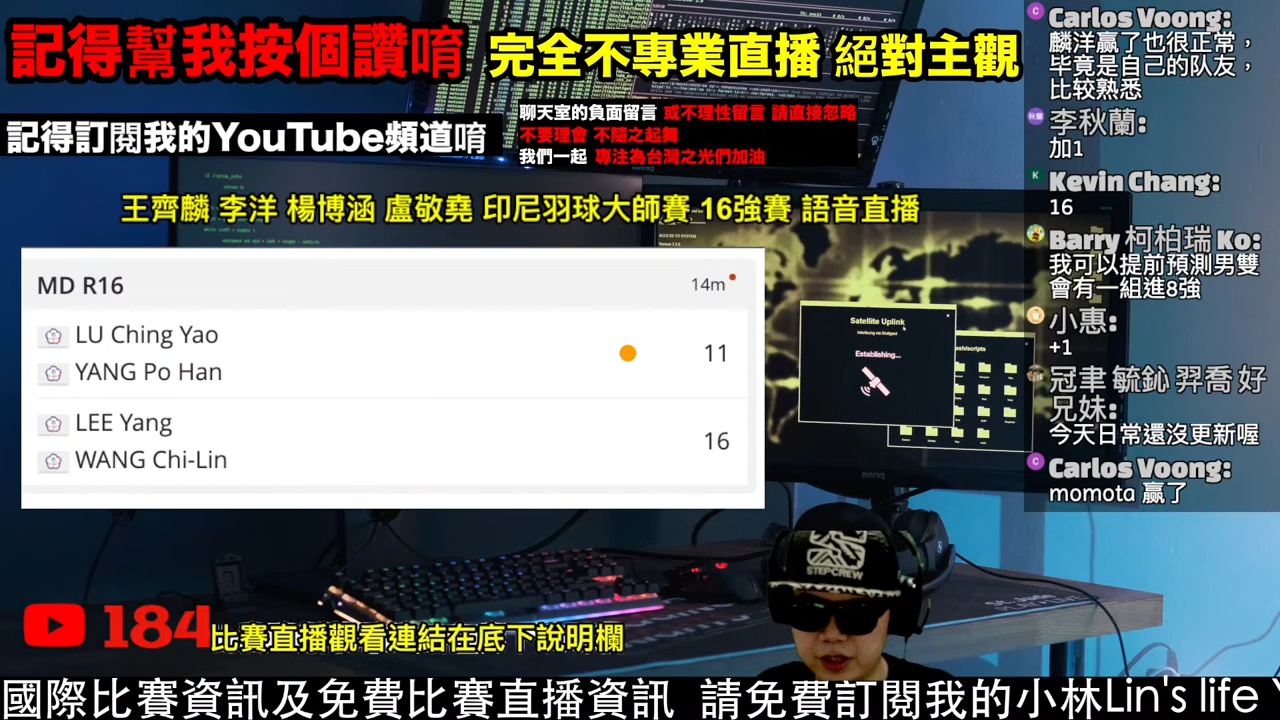 記得幫我按個讚唷
完全不專業直播 絕對主觀
聊天室的負面留言 或不理性留言 請直接忽略
不要理會 不隨之起舞
我們一起 專注為台灣之光們加油
記得訂閱我的YouTube頻道唷
王齊麟 李洋 楊博涵 盧敬堯 印尼羽球大師賽 16強賽 語音直播
MD R16
14m
LU Ching Yao
YANG Po Han
11
LEE Yang
WANG Chi-Lin
16
Satellite Uplink
Establishing...
ash/scripts
BenQ
STEPCREW
Carlos Voong:
麟洋赢了也很正常，
毕竟是自己的队友，
比较熟悉
李秋蘭:
加1
Kevin Chang:
16
Barry 柯柏瑞 Ko:
我可以提前預測男雙
會有一組進8強
小惠:
+1
冠聿 毓鈊 羿喬 好
兄妹:
今天日常還沒更新喔
Carlos Voong:
momota 赢了
184
比賽直播觀看連結在底下說明欄
國際比賽資訊及免費比賽直播資訊 請免費訂閱我的小林Lin's life